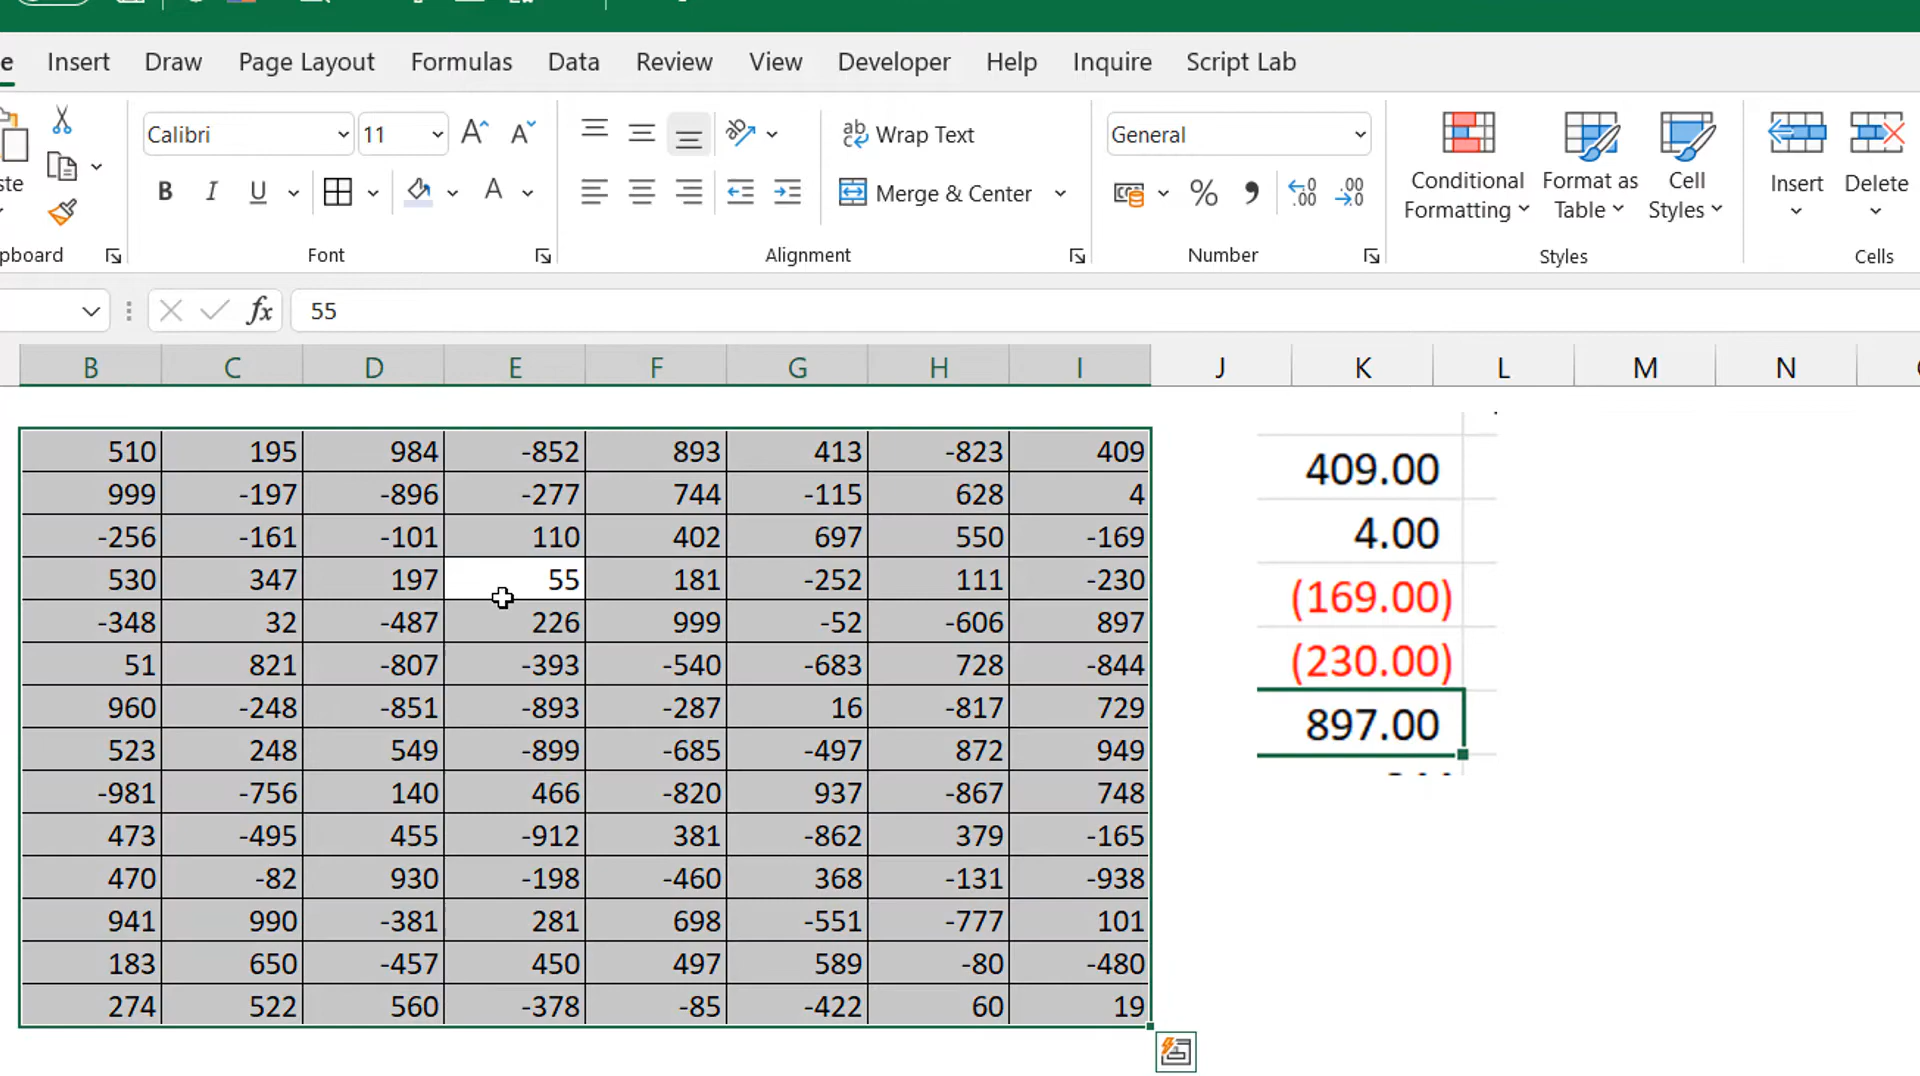 e Insert Draw Page Layout Formulas Data Review View Developer Help Inquire Script Lab
Calibri 11 A A ab Wrap Text General
ste B I U A Merge & Center % Conditional Formatting Format as Table Cell Styles Insert Delete
pboard Font Alignment Number Styles Cells
fx 55
B C D E F G H I J K L M N
510 195 984 -852 893 413 -823 409
999 -197 -896 -277 744 -115 628 4
-256 -161 -101 110 402 697 550 -169
530 347 197 55 181 -252 111 -230
-348 32 -487 226 999 -52 -606 897
51 821 -807 -393 -540 -683 728 -844
960 -248 -851 -893 -287 16 -817 729
523 248 549 -899 -685 -497 872 949
-981 -756 140 466 -820 937 -867 748
473 -495 455 -912 381 -862 379 -165
470 -82 930 -198 -460 368 -131 -938
941 990 -381 281 698 -551 -777 101
183 650 -457 450 497 589 -80 -480
274 522 560 -378 -85 -422 60 19
409.00
4.00
(169.00)
(230.00)
897.00